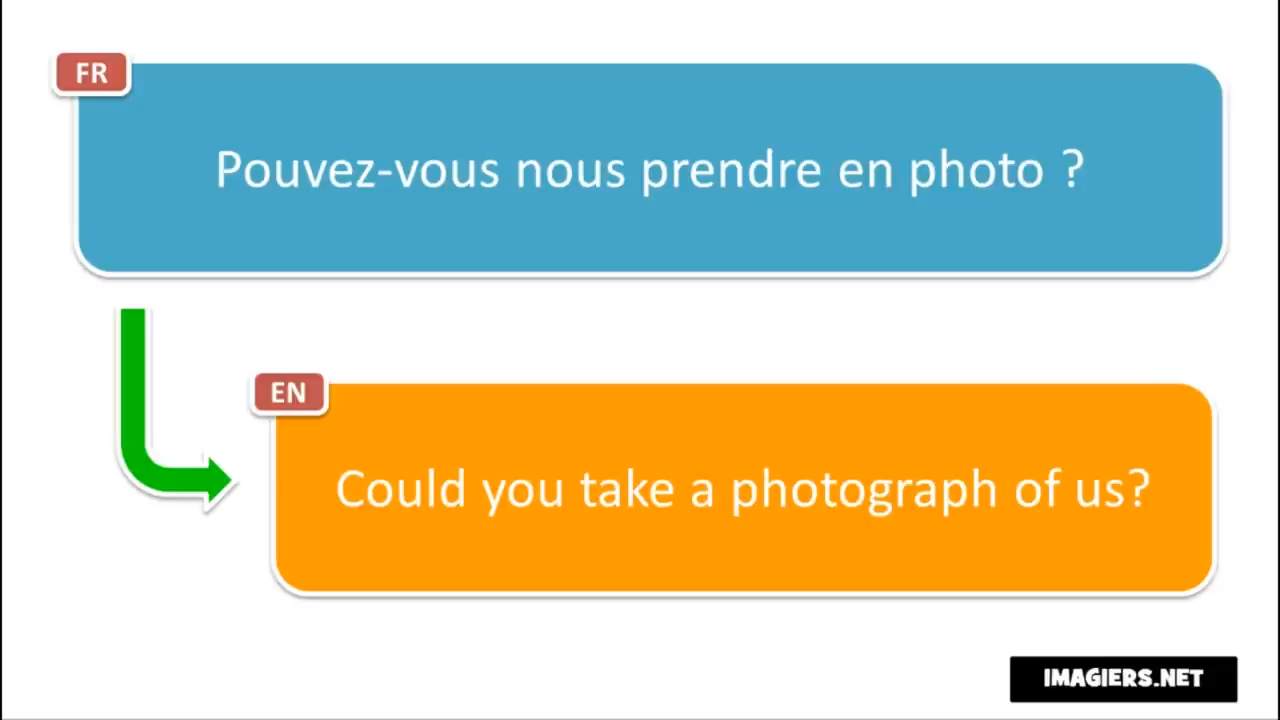 FR
Pouvez-vous nous prendre en photo ?
EN
Could you take a photograph of us?
IMAGIERS.NET